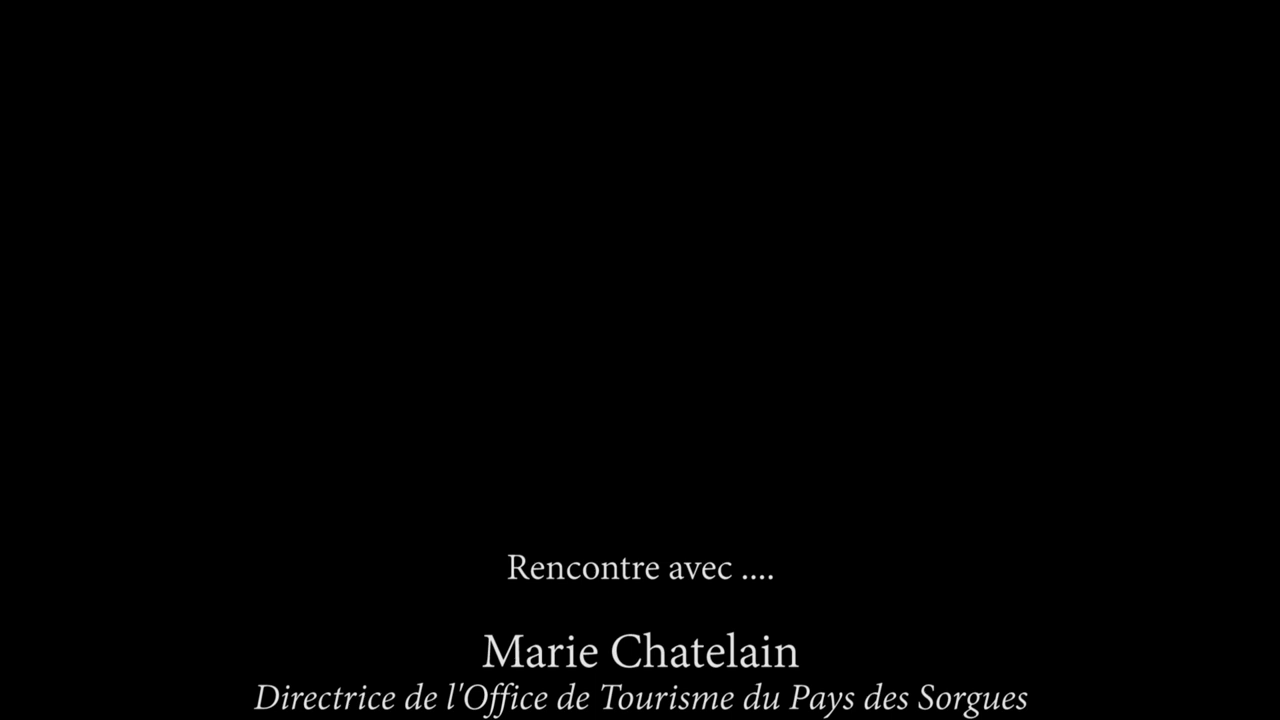 Rencontre avec ....
Marie Chatelain
Directrice de l'Office de Tourisme du Pays des Sorgues